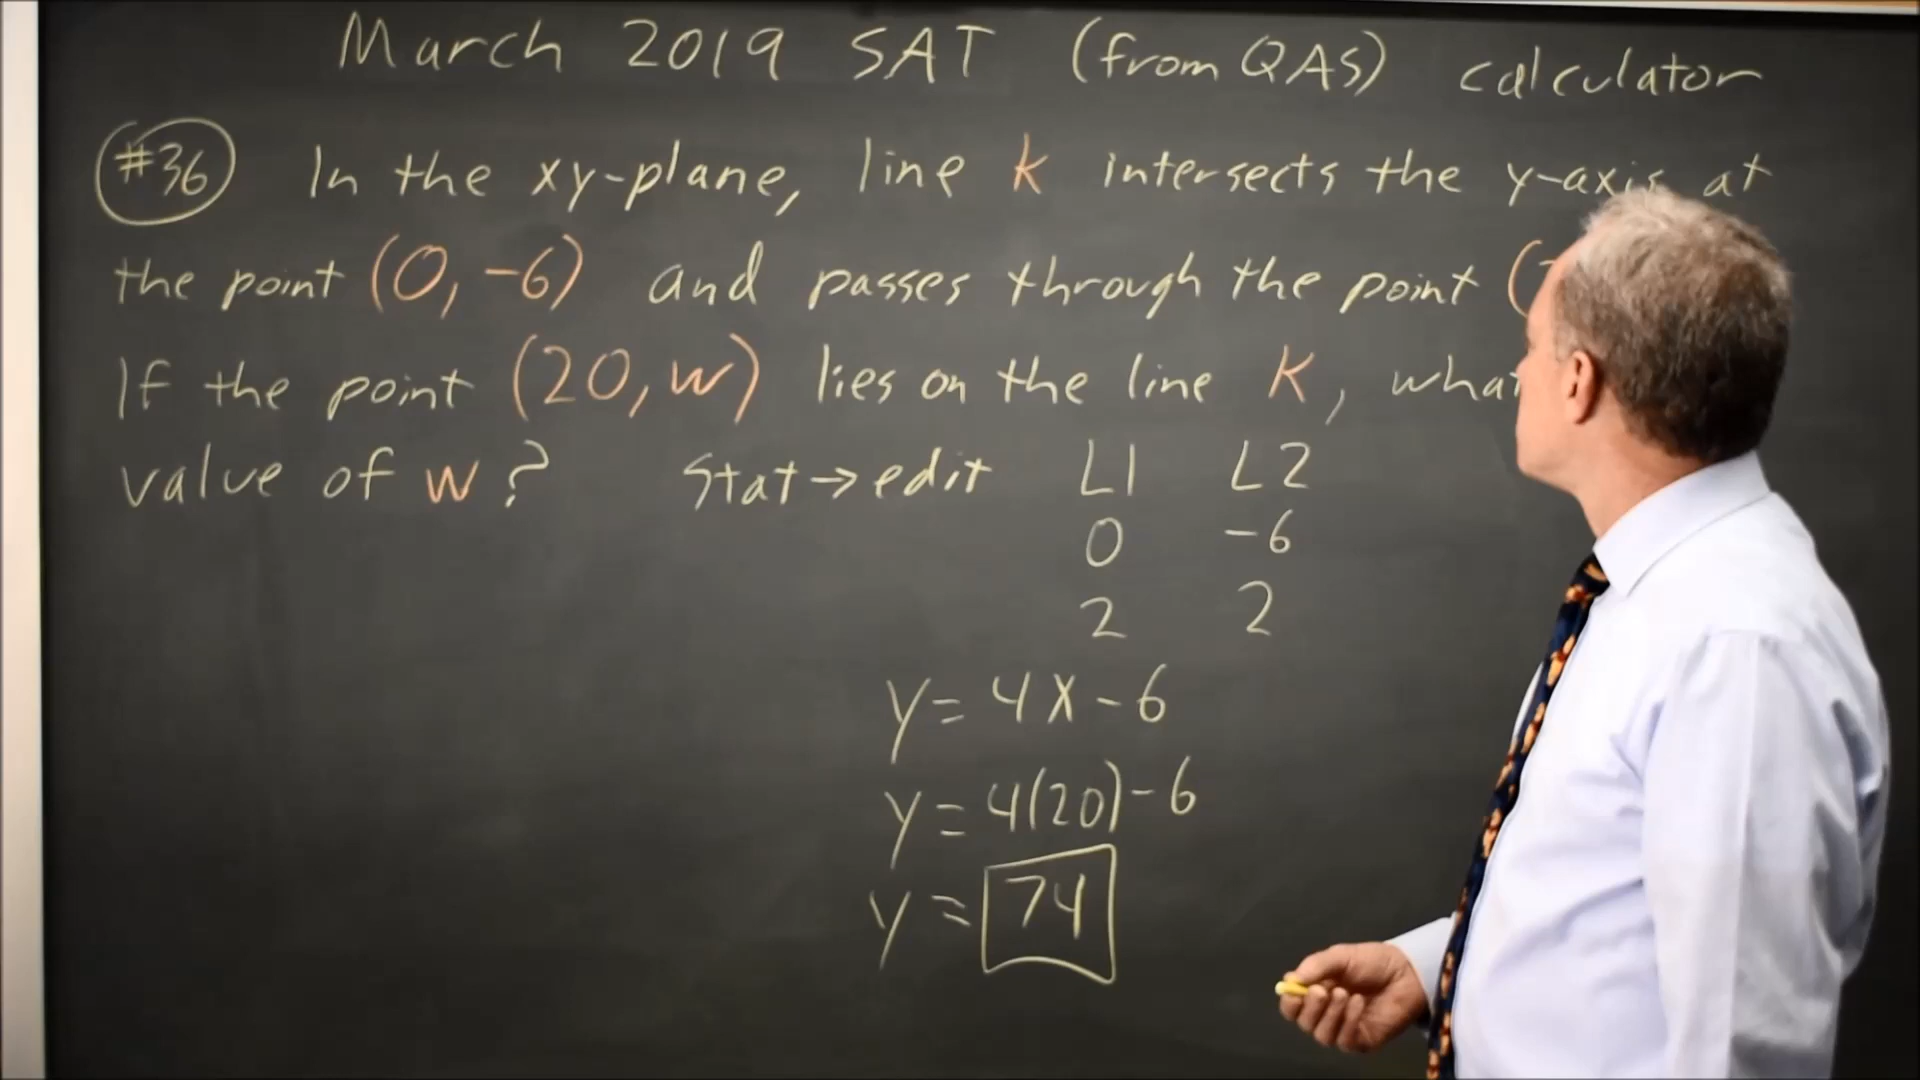 March 2019 SAT (from QAS) calculator
#36 In the xy-plane, line k intersects the y-axis at
the point (0, -6) and passes through the point (
If the point (20, w) lies on the line k, what
value of w? Stat→edit L1 L2
0 -6
2 2
y = 4x - 6
y = 4(20) - 6
y = 74